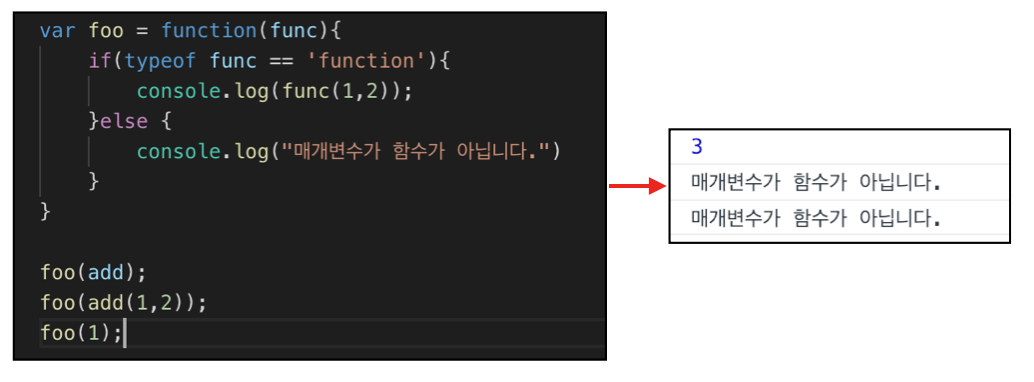 var foo = function(func){
    if(typeof func == 'function'){
        console.log(func(1,2));
    }else {
        console.log("매개변수가 함수가 아닙니다.")
    }
}

foo(add);
foo(add(1,2));
foo(1);
3
매개변수가 함수가 아닙니다.
매개변수가 함수가 아닙니다.